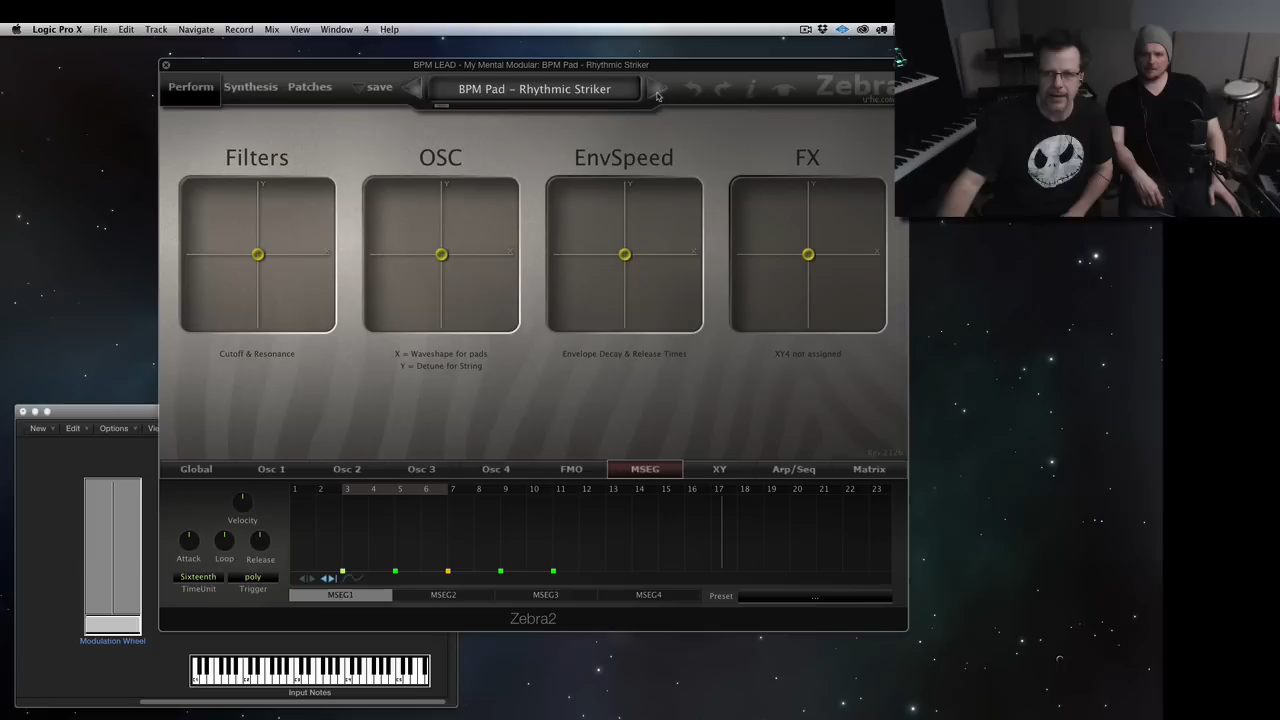 Logic Pro X File Edit Track Navigate Record Mix View Window 4 Help
BPM LEAD - My Mental Modular: BPM Pad - Rhythmic Striker
Perform Synthesis Patches save BPM Pad - Rhythmic Striker Zebra
u-he.com
Filters OSC EnvSpeed FX
Y Y Y Y
X X X X
Cutoff & Resonance X = Waveshape for pads Envelope Decay & Release Times XY4 not assigned
Y = Detune for String
New Edit Options
Global Osc 1 Osc 2 Osc 3 Osc 4 FMO MSEG XY Arp/Seq Matrix
1 2 3 4 5 6 7 8 9 10 11 12 13 14 15 16 17 18 19 20 21 22 23
Velocity
Attack Loop Release
Sixteenth poly
TimeUnit Trigger
MSEG1 MSEG2 MSEG3 MSEG4 Preset ...
Zebra2
Modulation Wheel
Input Notes